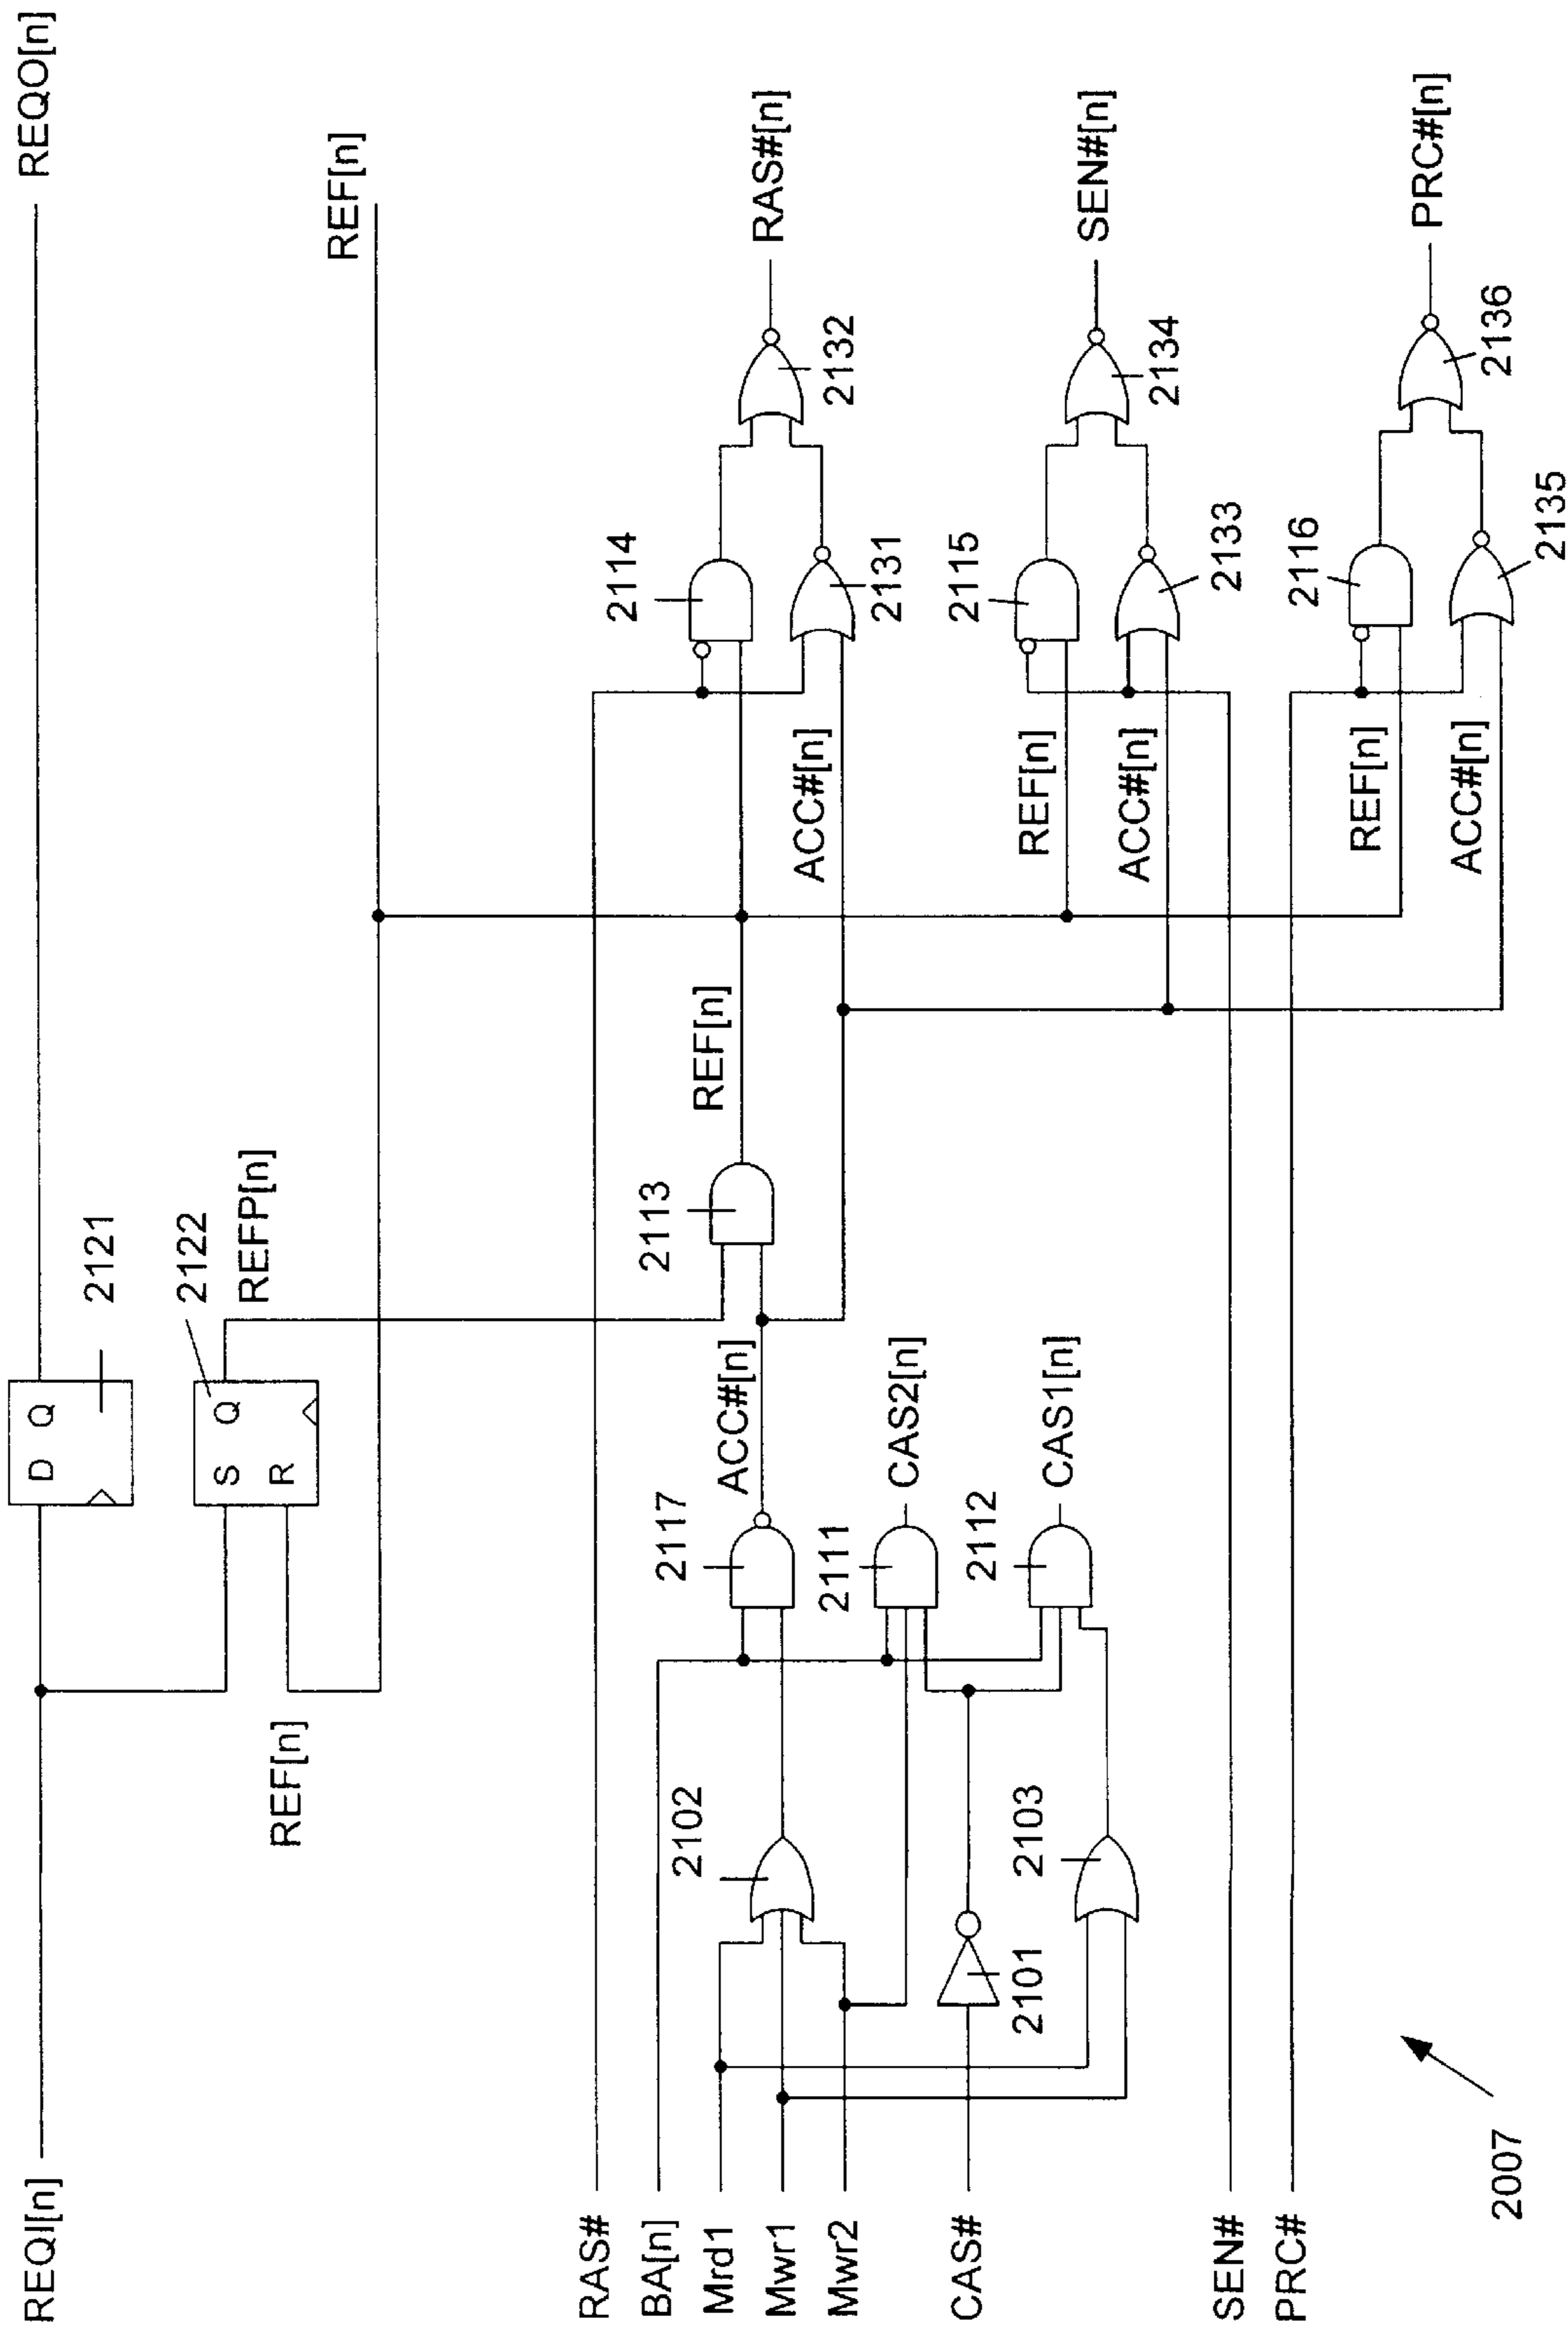 REQI[n]
REQO[n]
D Q
2121
S Q
R
2122
REFP[n]
REF[n]
REF[n]
RAS#
BA[n]
Mrd1
Mwr1
Mwr2
CAS#
SEN#
PRC#
2102
2101
2103
2117
2111
2112
ACC#[n]
CAS2[n]
CAS1[n]
2113
REF[n]
ACC#[n]
REF[n]
ACC#[n]
REF[n]
ACC#[n]
2114
2131
2115
2133
2116
2135
2132
2134
2136
RAS#[n]
SEN#[n]
PRC#[n]
2007